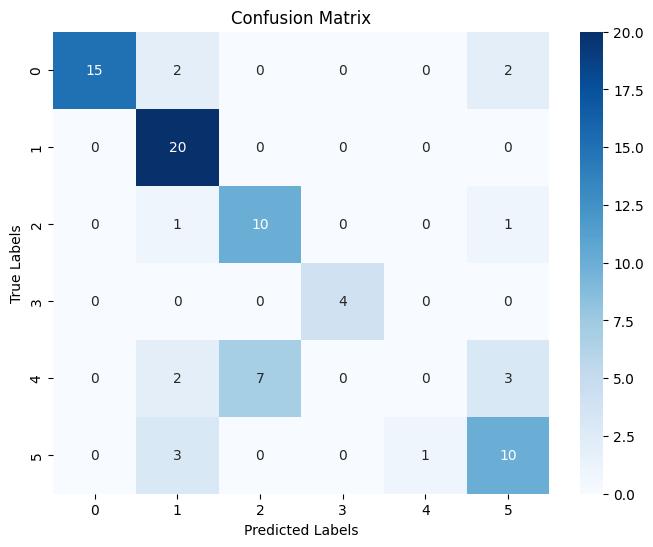 Confusion Matrix
0 15 2 0 0 0 2
1 0 20 0 0 0 0
2 0 1 10 0 0 1
3 0 0 0 4 0 0
4 0 2 7 0 0 3
5 0 3 0 0 1 10
0 1 2 3 4 5
True Labels
Predicted Labels
20.0
17.5
15.0
12.5
10.0
7.5
5.0
2.5
0.0